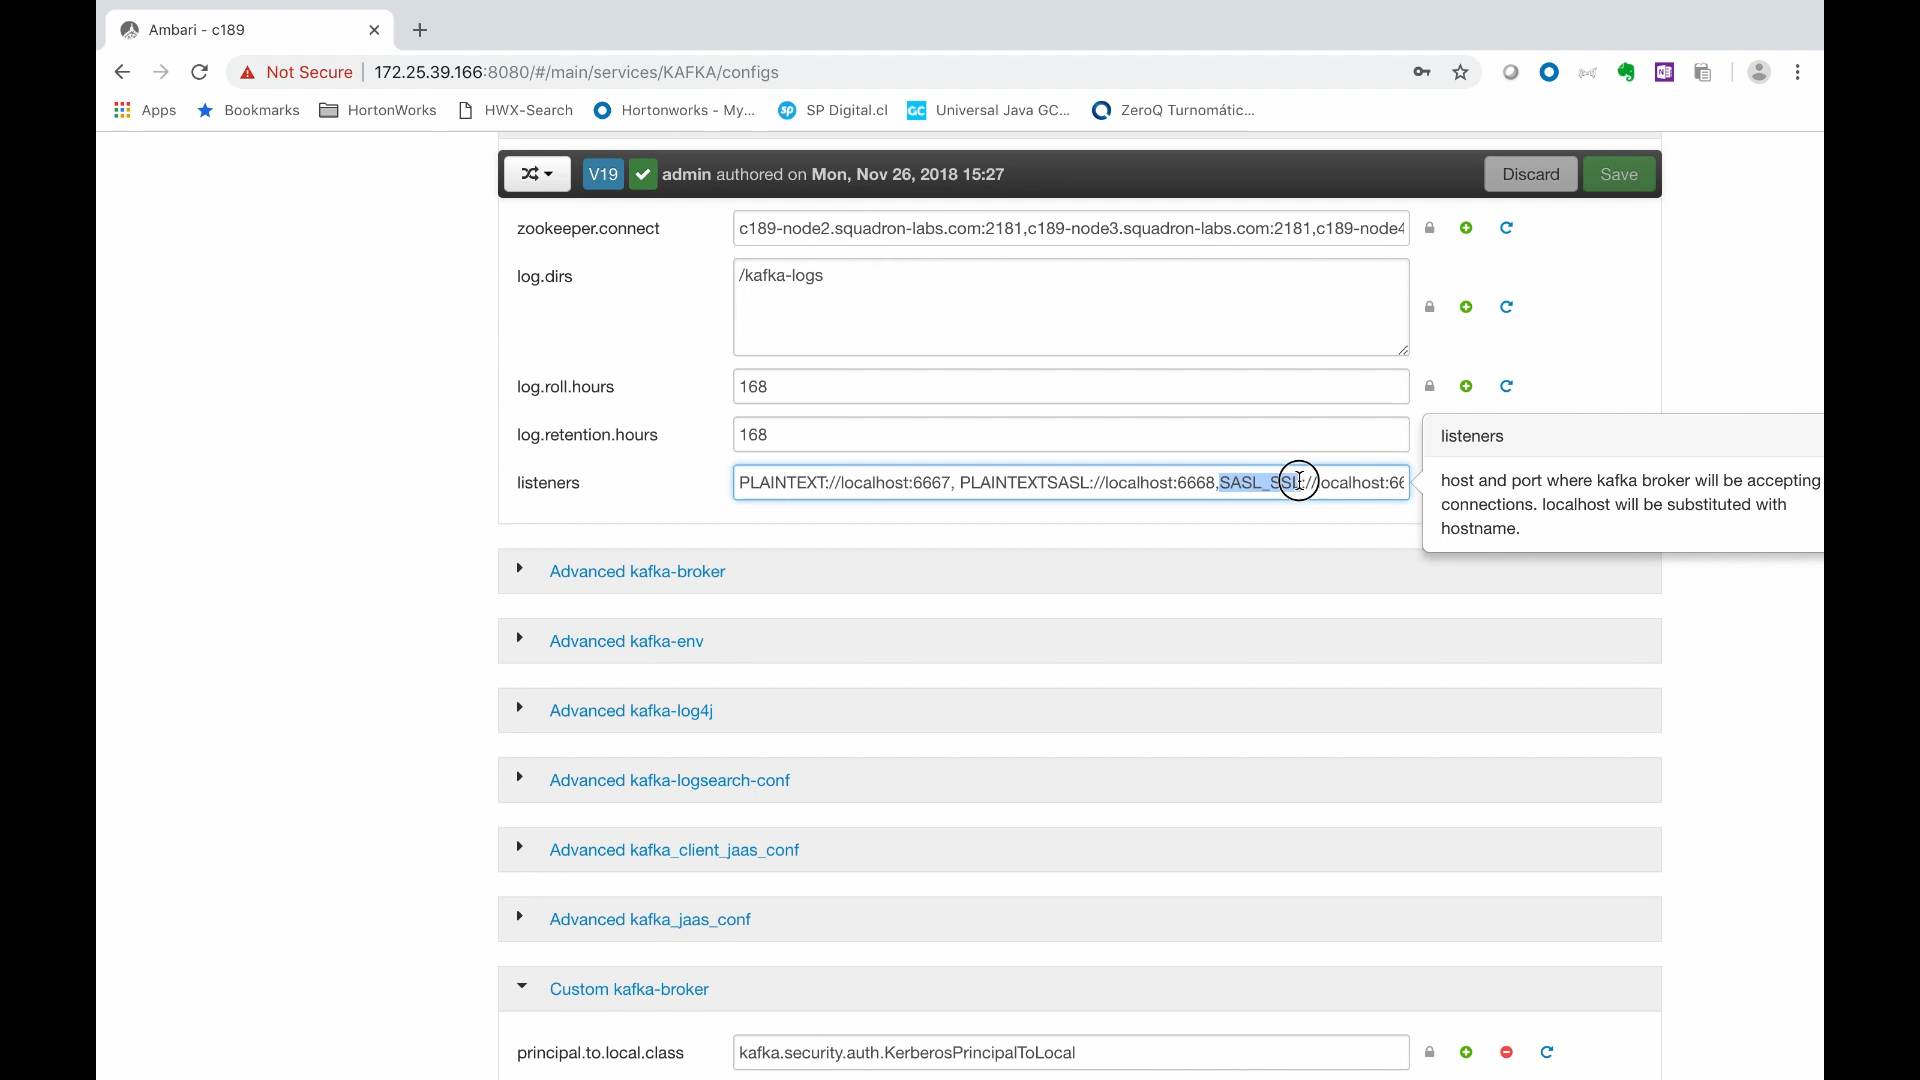 Ambari - c189
Not Secure
172.25.39.166:8080/#/main/services/KAFKA/configs
Apps
Bookmarks
HortonWorks
HWX-Search
Hortonworks - My...
SP Digital.cl
Universal Java GC...
ZeroQ Turnomátic...
V19
admin authored on Mon, Nov 26, 2018 15:27
Discard
Save
zookeeper.connect
c189-node2.squadron-labs.com:2181,c189-node3.squadron-labs.com:2181,c189-node4
log.dirs
/kafka-logs
log.roll.hours
168
log.retention.hours
168
listeners
PLAINTEXT://localhost:6667, PLAINTEXTSASL://localhost:6668,SASL_SSL://localhost:66
listeners
host and port where kafka broker will be accepting
connections. localhost will be substituted with
hostname.
Advanced kafka-broker
Advanced kafka-env
Advanced kafka-log4j
Advanced kafka-logsearch-conf
Advanced kafka_client_jaas_conf
Advanced kafka_jaas_conf
Custom kafka-broker
principal.to.local.class
kafka.security.auth.KerberosPrincipalToLocal